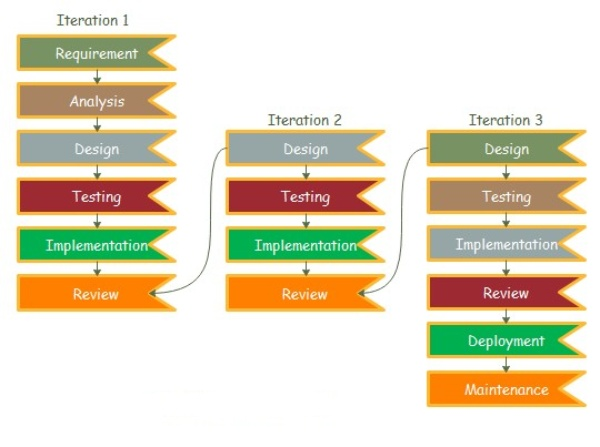 Iteration 1
Requirement
Analysis
Design
Testing
Implementation
Review
Iteration 2
Design
Testing
Implementation
Review
Iteration 3
Design
Testing
Implementation
Review
Deployment
Maintenance